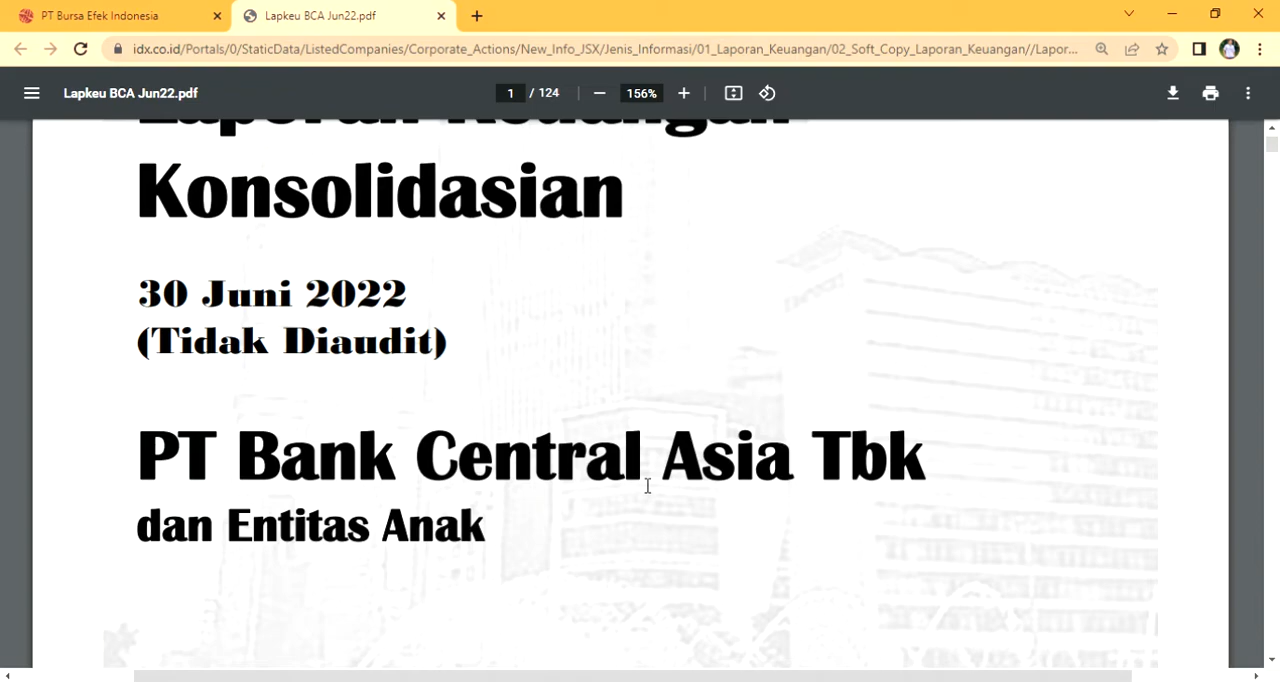 PT Bursa Efek Indonesia
Lapkeu BCA Jun22.pdf
idx.co.id/Portals/0/StaticData/ListedCompanies/Corporate_Actions/New_Info_JSX/Jenis_Informasi/01_Laporan_Keuangan/02_Soft_Copy_Laporan_Keuangan//Lapor...
Lapkeu BCA Jun22.pdf
1 / 124
156%
Laporan Keuangan
Konsolidasian
30 Juni 2022
(Tidak Diaudit)
PT Bank Central Asia Tbk
dan Entitas Anak